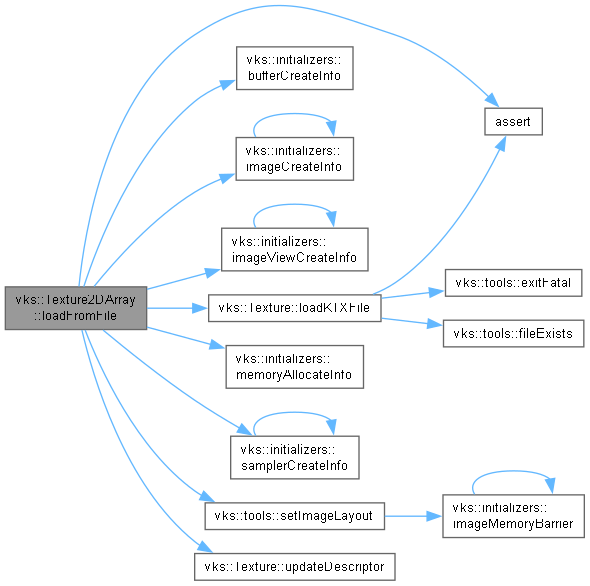 vks::initializers::
bufferCreateInfo
assert
vks::initializers::
imageCreateInfo
vks::initializers::
imageViewCreateInfo
vks::Texture2DArray
::loadFromFile
vks::Texture::loadKTXFile
vks::tools::exitFatal
vks::tools::fileExists
vks::initializers::
memoryAllocateInfo
vks::initializers::
samplerCreateInfo
vks::tools::setImageLayout
vks::initializers::
imageMemoryBarrier
vks::Texture::updateDescriptor